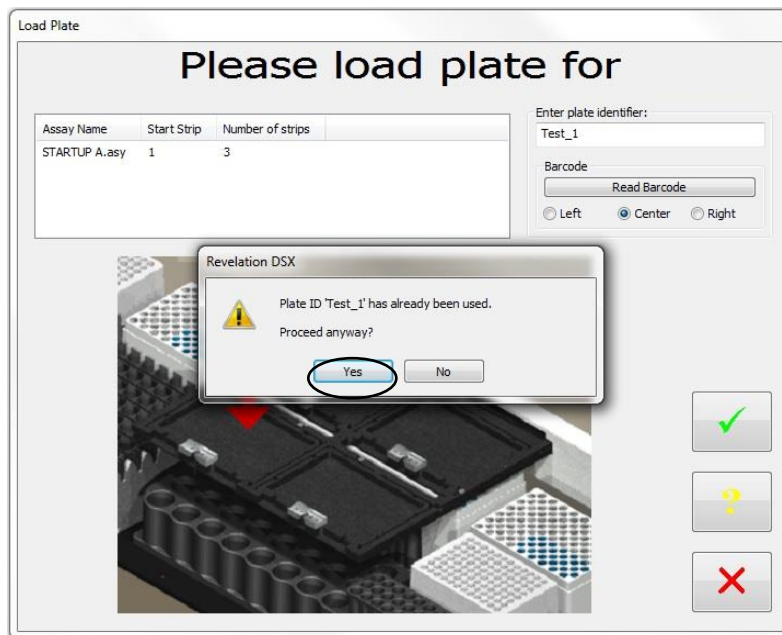 Load Plate
Please load plate for
Assay Name Start Strip Number of strips
STARTUP A.asy 1 3
Enter plate identifier:
Test_1
Barcode
Read Barcode
Left Center Right
Revelation DSX
Plate ID 'Test_1' has already been used.
Proceed anyway?
Yes No
?